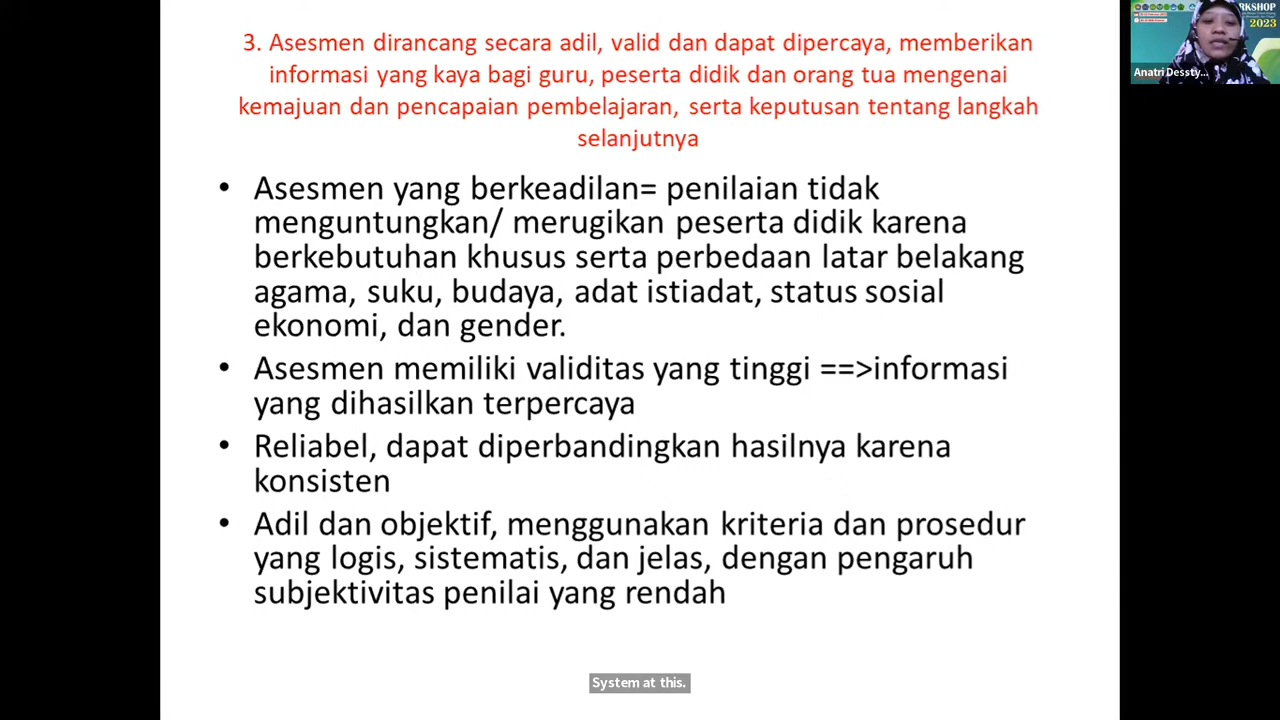 3. Asesmen dirancang secara adil, valid dan dapat dipercaya, memberikan
informasi yang kaya bagi guru, peserta didik dan orang tua mengenai
kemajuan dan pencapaian pembelajaran, serta keputusan tentang langkah
selanjutnya
• Asesmen yang berkeadilan= penilaian tidak
menguntungkan/ merugikan peserta didik karena
berkebutuhan khusus serta perbedaan latar belakang
agama, suku, budaya, adat istiadat, status sosial
ekonomi, dan gender.
• Asesmen memiliki validitas yang tinggi ==>informasi
yang dihasilkan terpercaya
• Reliabel, dapat diperbandingkan hasilnya karena
konsisten
• Adil dan objektif, menggunakan kriteria dan prosedur
yang logis, sistematis, dan jelas, dengan pengaruh
subjektivitas penilai yang rendah
2023
Anatri Dessty...
System at this.